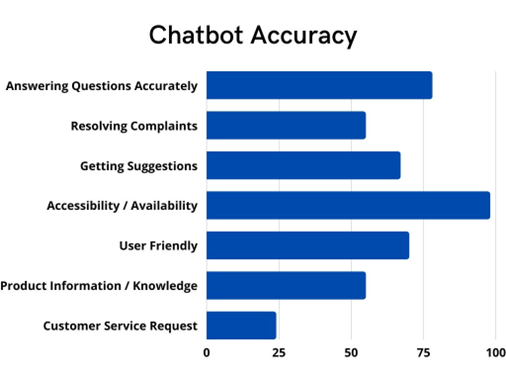 Chatbot Accuracy
Answering Questions Accurately
Resolving Complaints
Getting Suggestions
Accessibility / Availability
User Friendly
Product Information / Knowledge
Customer Service Request
0 25 50 75 100